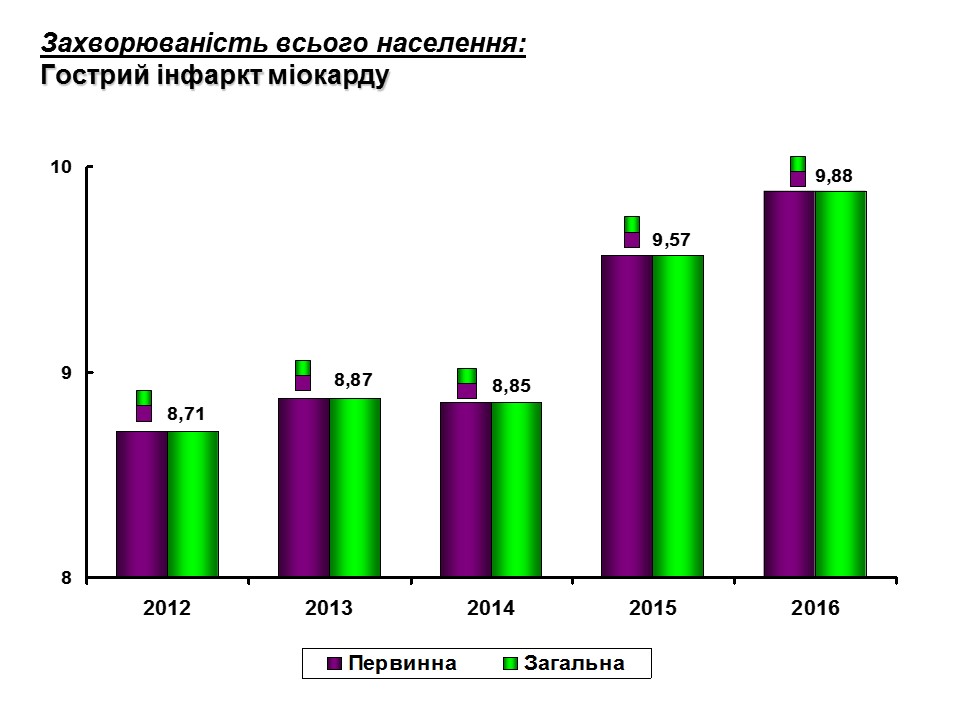 Захворюваність всього населення:
Гострий інфаркт міокарду
10
9,88
9,57
9
8,87
8,85
8,71
8
2012 2013 2014 2015 2016
Первинна Загальна